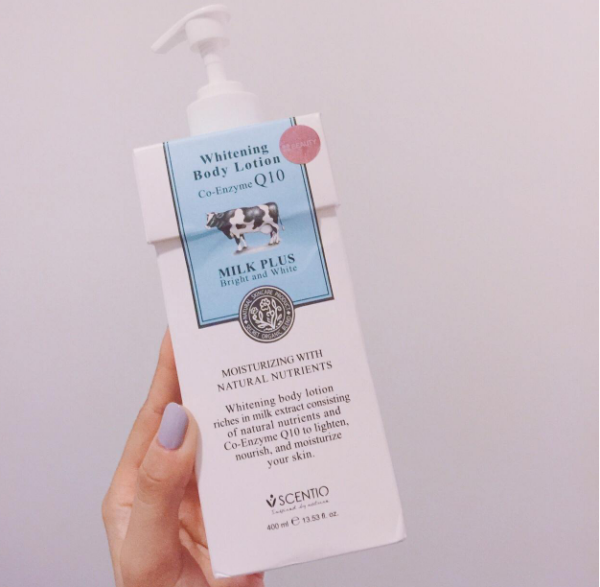 Whitening
Body Lotion
Co-Enzyme Q10
MILK PLUS
Bright and White
MOISTURIZING WITH
NATURAL NUTRIENTS
Whitening body lotion
riches in milk extract consisting
of natural nutrients and
Co-Enzyme Q10 to lighten,
nourish, and moisturize
your skin.
SCENTIO
Inspired by nature
400 ml ℮ 13.53 fl. oz.